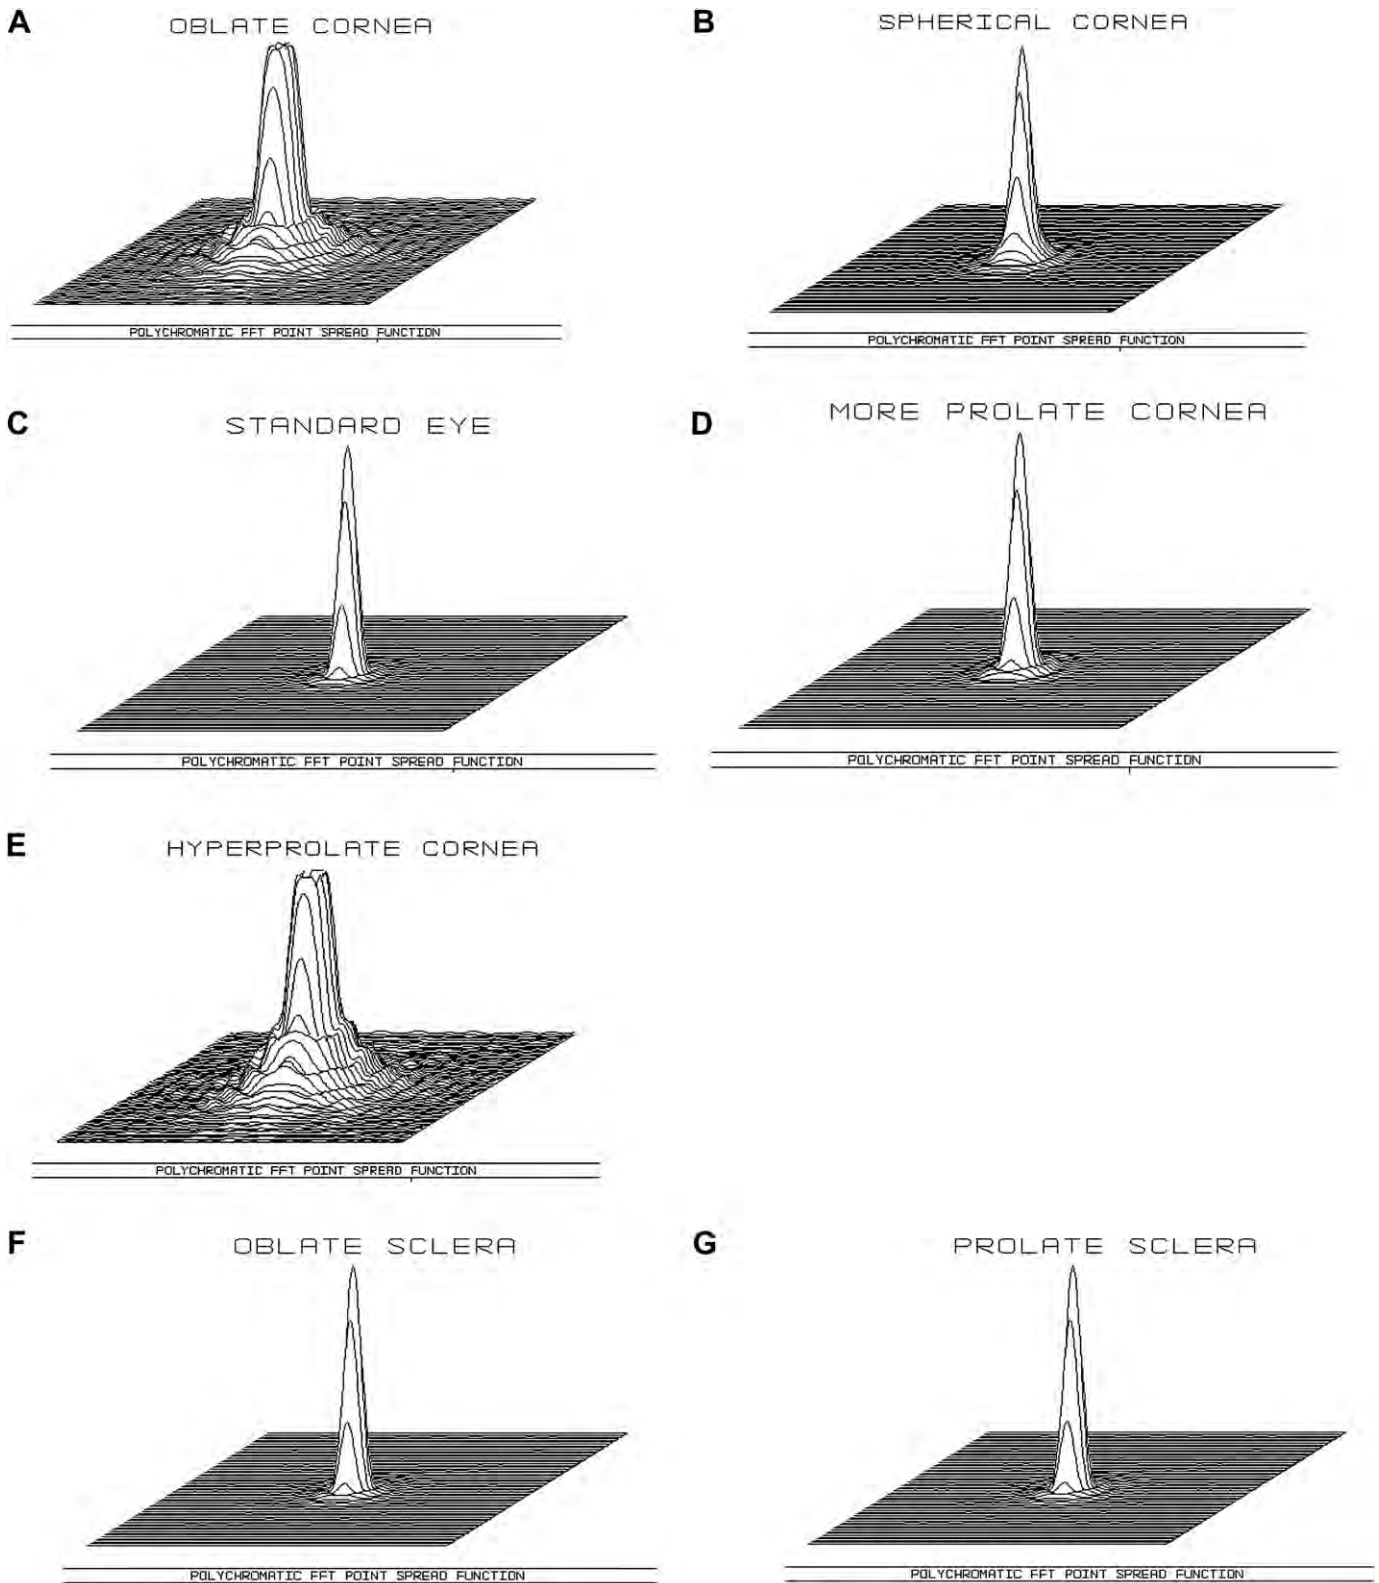 A
OBLATE CORNEA
POLYCHROMATIC FFT POINT SPREAD FUNCTION
B
SPHERICAL CORNEA
POLYCHROMATIC FFT POINT SPREAD FUNCTION
C
STANDARD EYE
POLYCHROMATIC FFT POINT SPREAD FUNCTION
D
MORE PROLATE CORNEA
POLYCHROMATIC FFT POINT SPREAD FUNCTION
E
HYPERPROLATE CORNEA
POLYCHROMATIC FFT POINT SPREAD FUNCTION
F
OBLATE SCLERA
POLYCHROMATIC FFT POINT SPREAD FUNCTION
G
PROLATE SCLERA
POLYCHROMATIC FFT POINT SPREAD FUNCTION